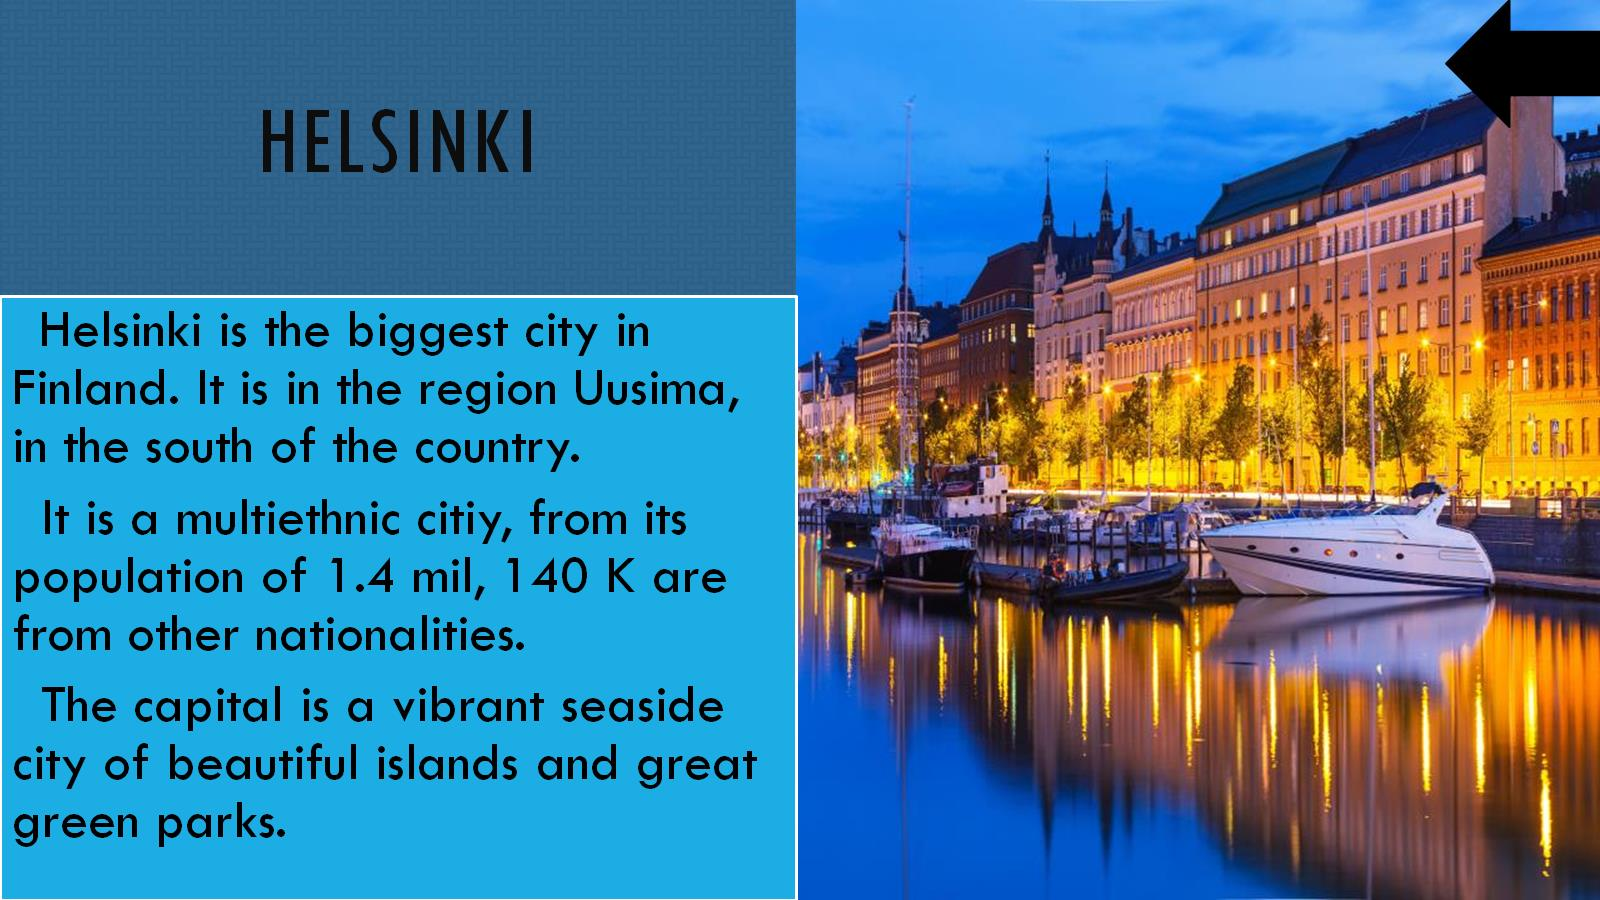 HELSINKI
Helsinki is the biggest city in
Finland. It is in the region Uusima,
in the south of the country.
It is a multiethnic citiy, from its
population of 1.4 mil, 140 K are
from other nationalities.
The capital is a vibrant seaside
city of beautiful islands and great
green parks.